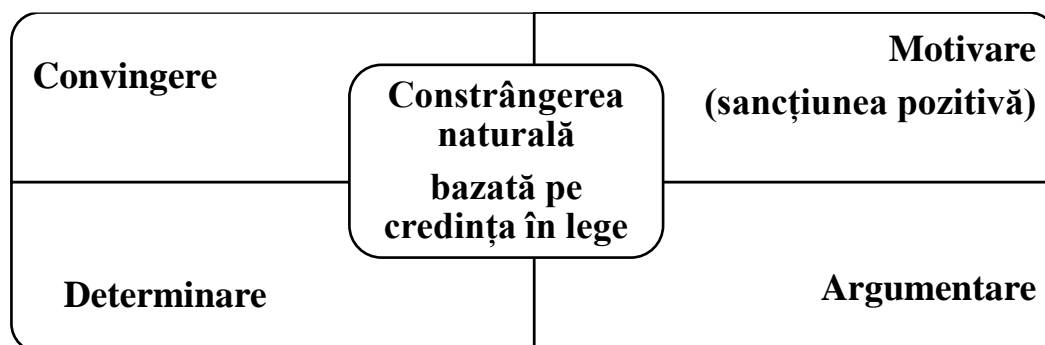 Convingere
Motivare
(sancțiunea pozitivă)
Constrângerea
naturală
bazată pe
credința în lege
Determinare
Argumentare